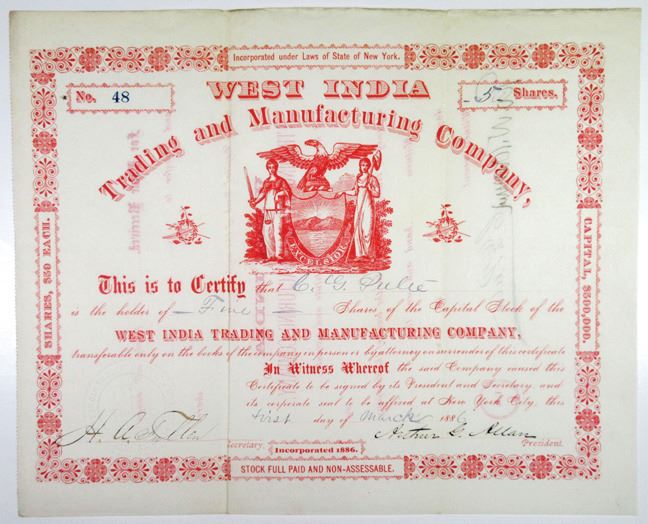 Incorporated under Laws of State of New York.
No. 48
WEST INDIA
5 Shares.
Trading and Manufacturing Company,
EXCELSIOR
SHARES, $50 EACH.
CAPITAL, $500,000.
This is to Certify that C. G.
is the holder of Five Shares of the Capital Stock of the
WEST INDIA TRADING AND MANUFACTURING COMPANY,
transferable only on the books of the company in person or by attorney on surrender of this certificate
In Witness Whereof the said Company caused this
Certificate to be signed by its President and Secretary, and
its corporate seal to be affixed at New York City, this
first day of March 1886
H. A. Arthur G. Allan
Secretary. President.
Incorporated 1886.
STOCK FULL PAID AND NON-ASSESSABLE.